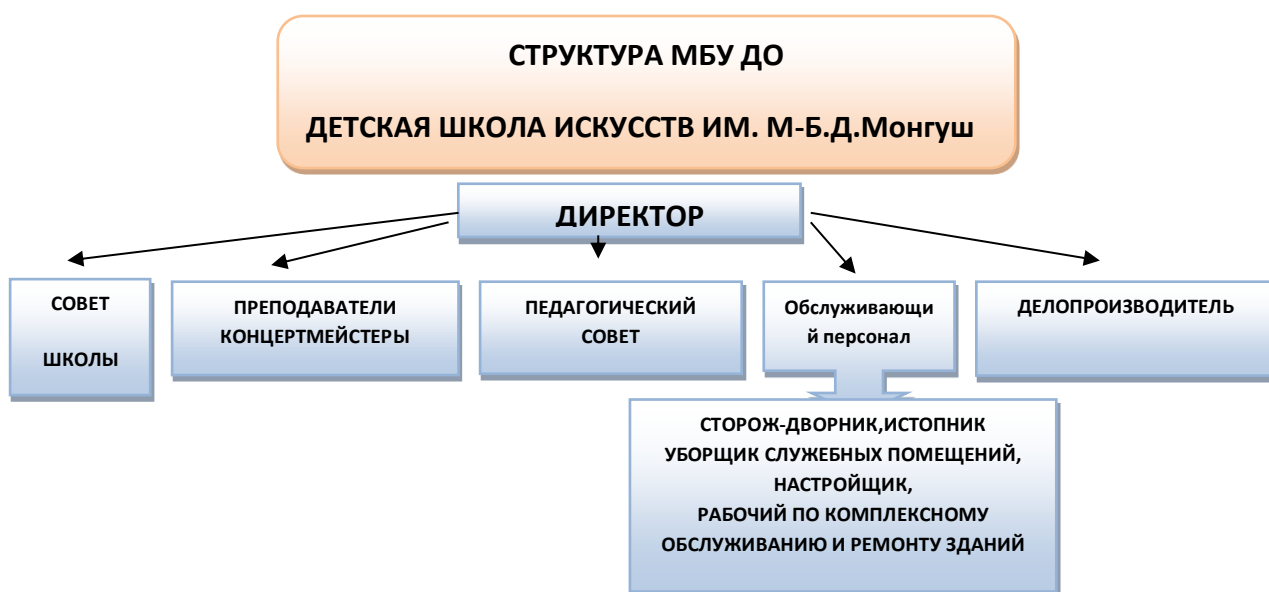 СТРУКТУРА МБУ ДО
ДЕТСКАЯ ШКОЛА ИСКУССТВ ИМ. М-Б.Д.Монгуш
ДИРЕКТОР
СОВЕТ
ШКОЛЫ
ПРЕПОДАВАТЕЛИ
КОНЦЕРТМЕЙСТЕРЫ
ПЕДАГОГИЧЕСКИЙ
СОВЕТ
Обслуживающи
й персонал
ДЕЛОПРОИЗВОДИТЕЛЬ
СТОРОЖ-ДВОРНИК,ИСТОПНИК
УБОРЩИК СЛУЖЕБНЫХ ПОМЕЩЕНИЙ,
НАСТРОЙЩИК,
РАБОЧИЙ ПО КОМПЛЕКСНОМУ
ОБСЛУЖИВАНИЮ И РЕМОНТУ ЗДАНИЙ